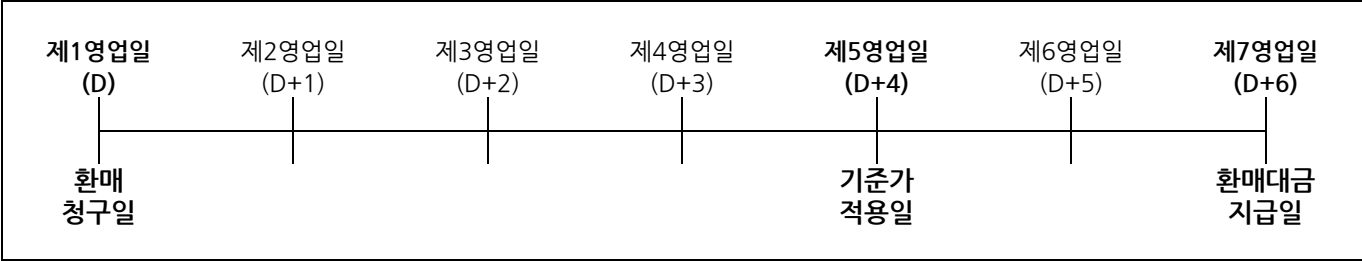 제1영업일 제2영업일 제3영업일 제4영업일 제5영업일 제6영업일 제7영업일
(D) (D+1) (D+2) (D+3) (D+4) (D+5) (D+6)
환매 기준가 환매대금
청구일 적용일 지급일